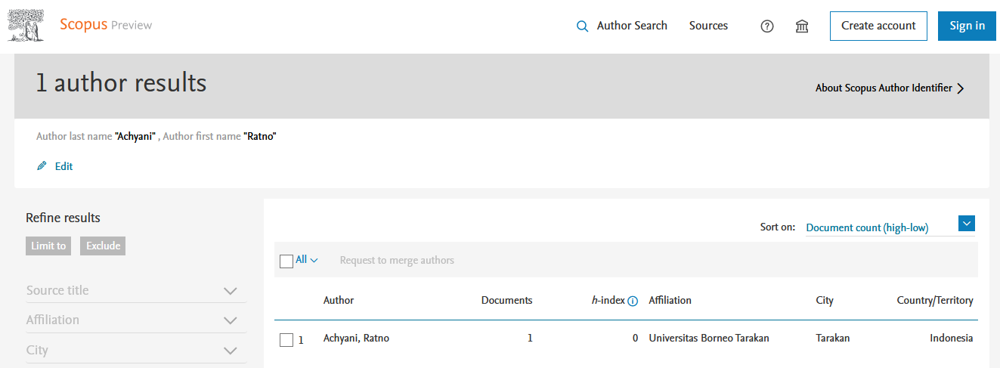 Scopus Preview
Author Search Sources Create account Sign in
1 author results
About Scopus Author Identifier
Author last name "Achyani" , Author first name "Ratno"
Edit
Refine results
Limit to Exclude
Source title
Affiliation
City
Sort on: Document count (high-low)
All Request to merge authors
Author Documents h-index Affiliation City Country/Territory
1 Achyani, Ratno 1 0 Universitas Borneo Tarakan Tarakan Indonesia